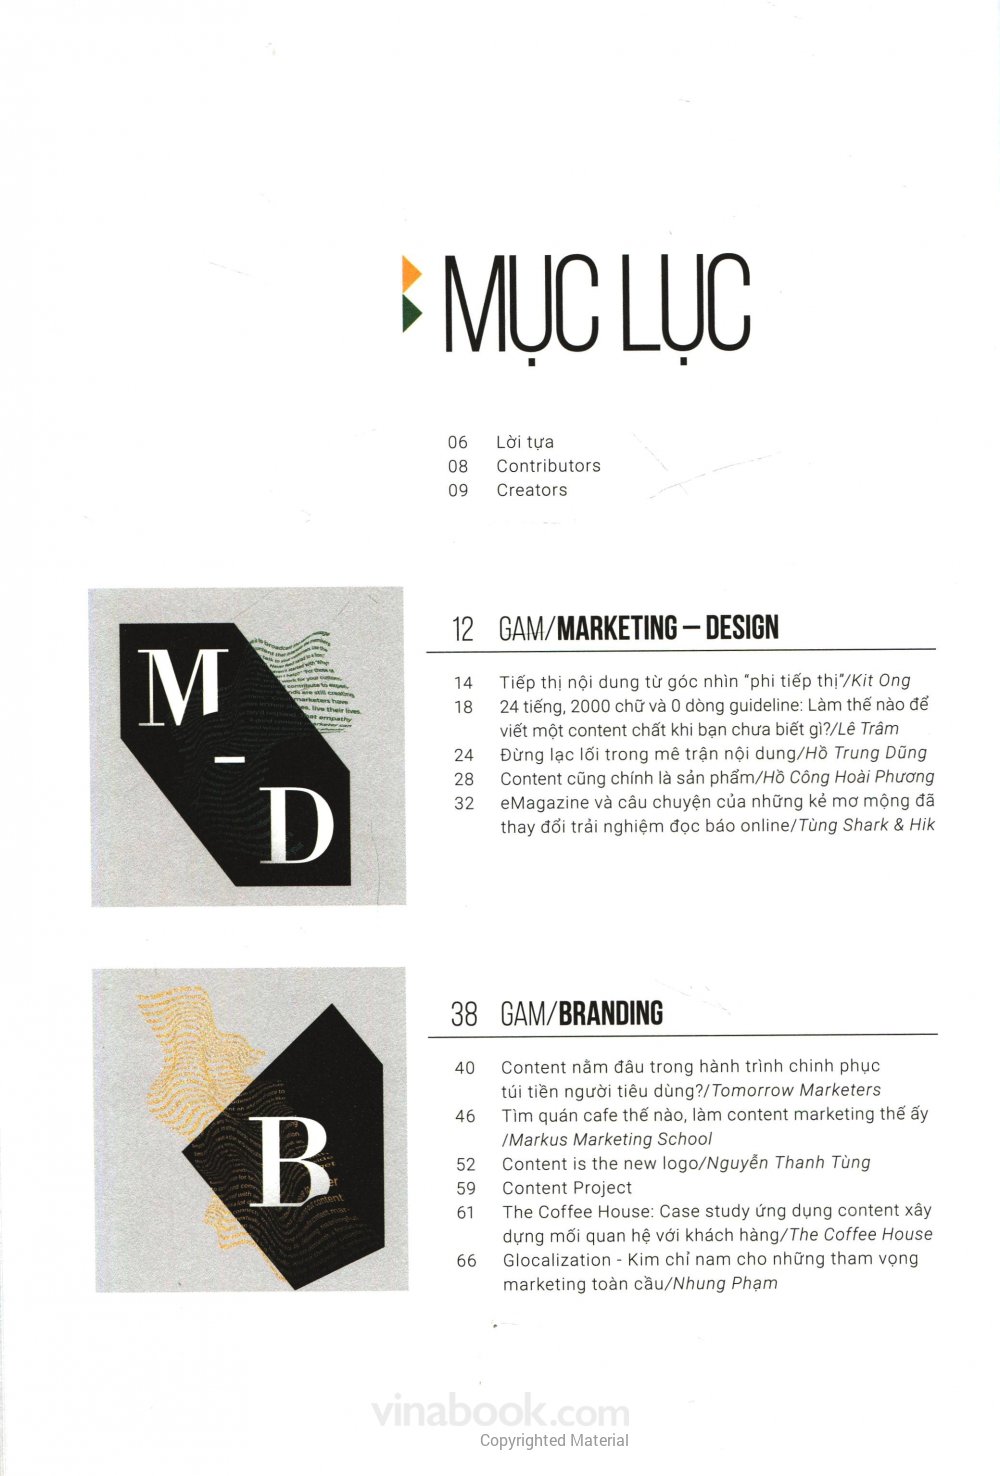 MỤC LỤC
06 Lời tựa
08 Contributors
09 Creators
M
–
D
12 GAM/MARKETING – DESIGN
14 Tiếp thị nội dung từ góc nhìn “phi tiếp thị”/Kit Ong
18 24 tiếng, 2000 chữ và 0 dòng guideline: Làm thế nào để
viết một content chất khi bạn chưa biết gì?/Lê Trâm
24 Đừng lạc lối trong mê trận nội dung/Hồ Trung Dũng
28 Content cũng chính là sản phẩm/Hồ Công Hoài Phương
32 eMagazine và câu chuyện của những kẻ mơ mộng đã
thay đổi trải nghiệm đọc báo online/Tùng Shark & Hik
B
38 GAM/BRANDING
40 Content nằm đâu trong hành trình chinh phục
túi tiền người tiêu dùng?/Tomorrow Marketers
46 Tìm quán cafe thế nào, làm content marketing thế ấy
/Markus Marketing School
52 Content is the new logo/Nguyễn Thanh Tùng
59 Content Project
61 The Coffee House: Case study ứng dụng content xây
dựng mối quan hệ với khách hàng/The Coffee House
66 Glocalization - Kim chỉ nam cho những tham vọng
marketing toàn cầu/Nhung Phạm
vinabook.com
Copyrighted Material